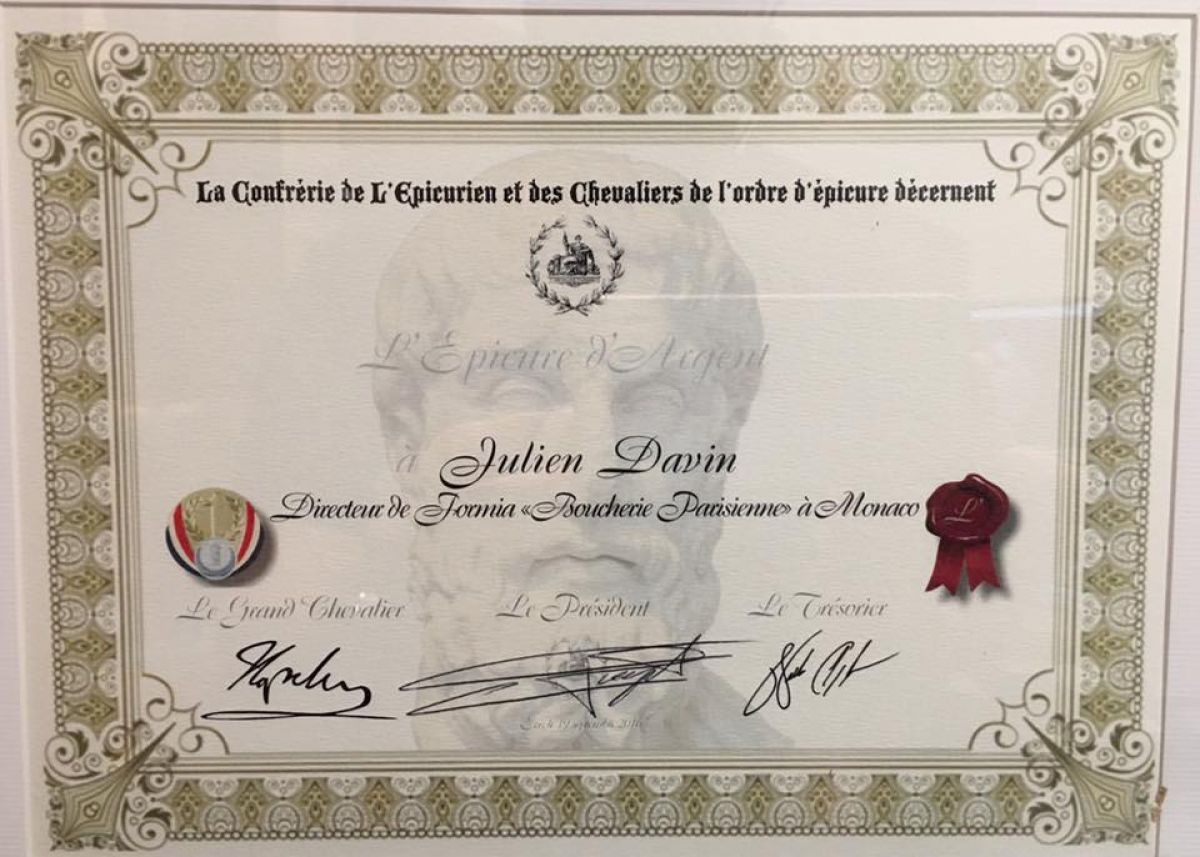 La Confrérie de L'Epicurien et des Chevaliers de l'ordre d'épicure décernent
L'Épicure d'Argent
à Julien Davin
Directeur de Formia «Boucherie Parisienne» à Monaco
L'
Le Grand Chevalier Le Président Le Trésorier